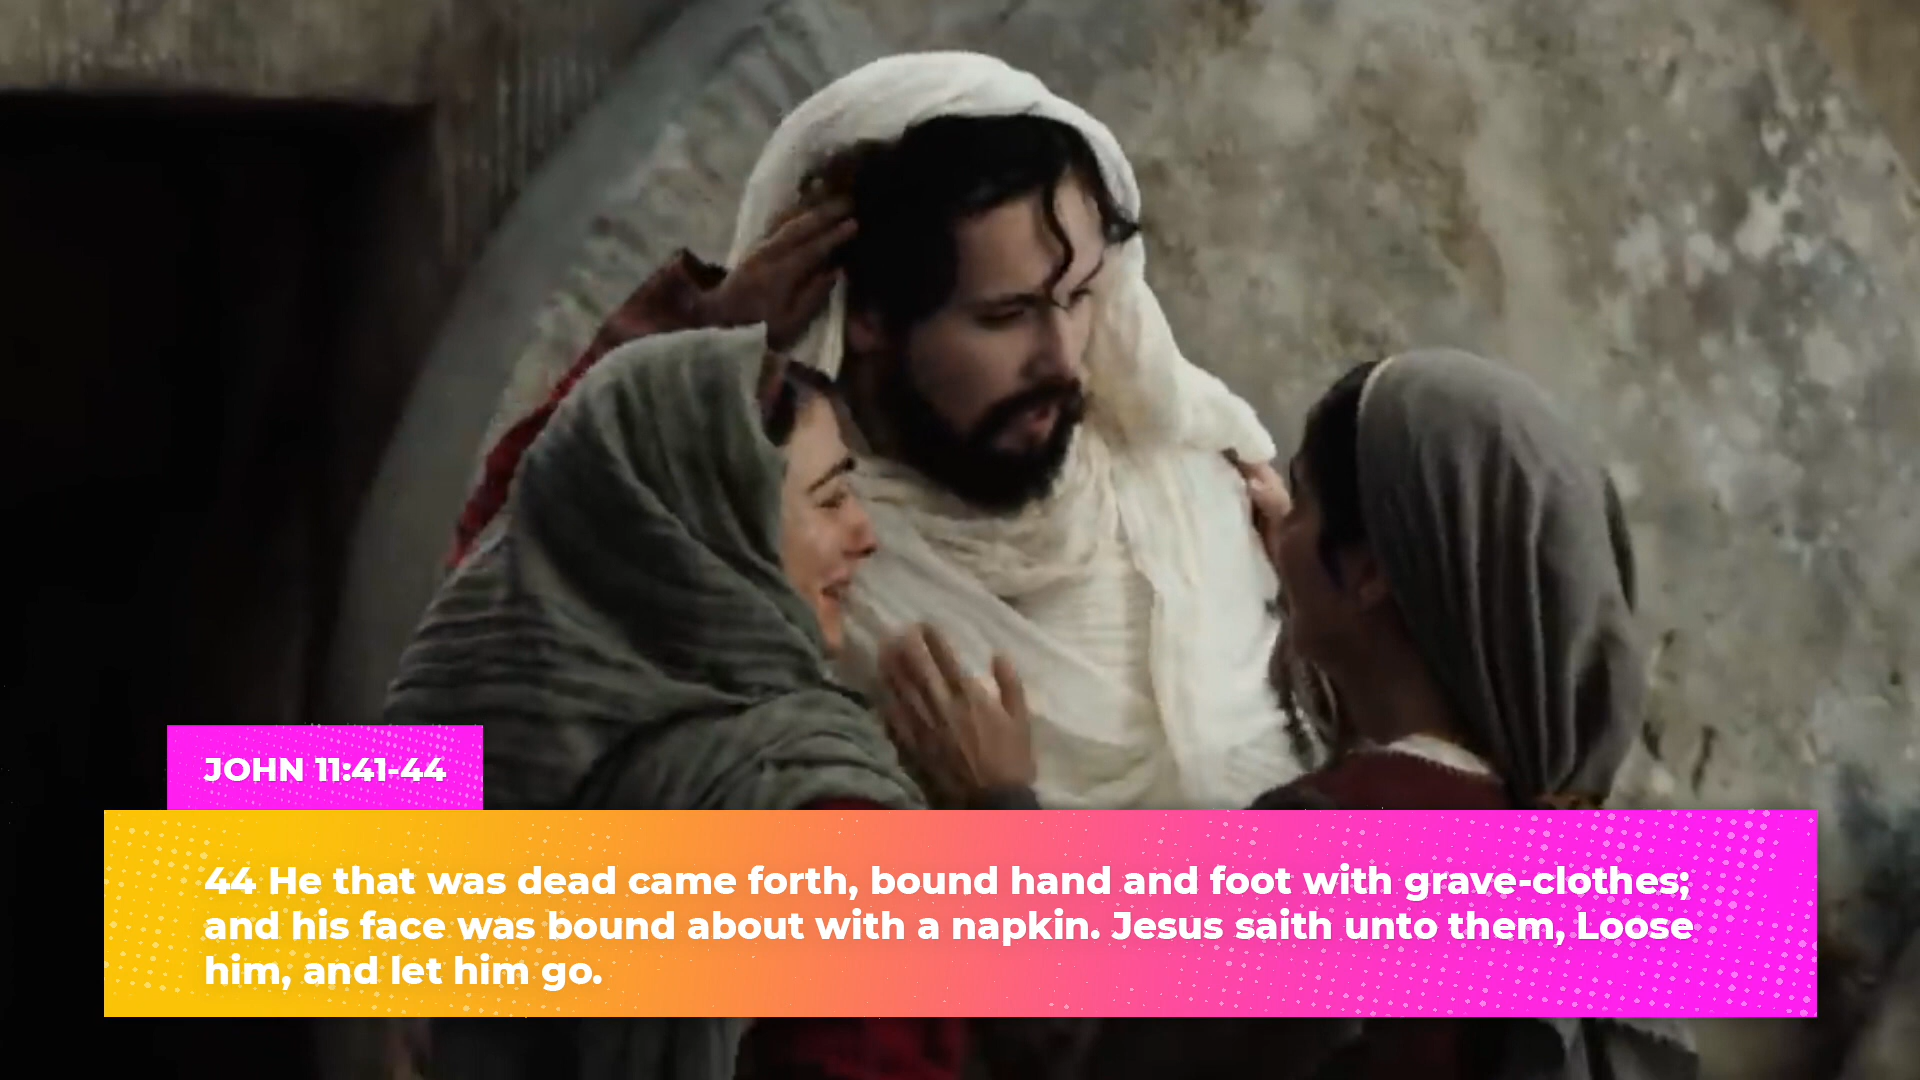 JOHN 11:41-44
44 He that was dead came forth, bound hand and foot with grave-clothes;
and his face was bound about with a napkin. Jesus saith unto them, Loose
him, and let him go.